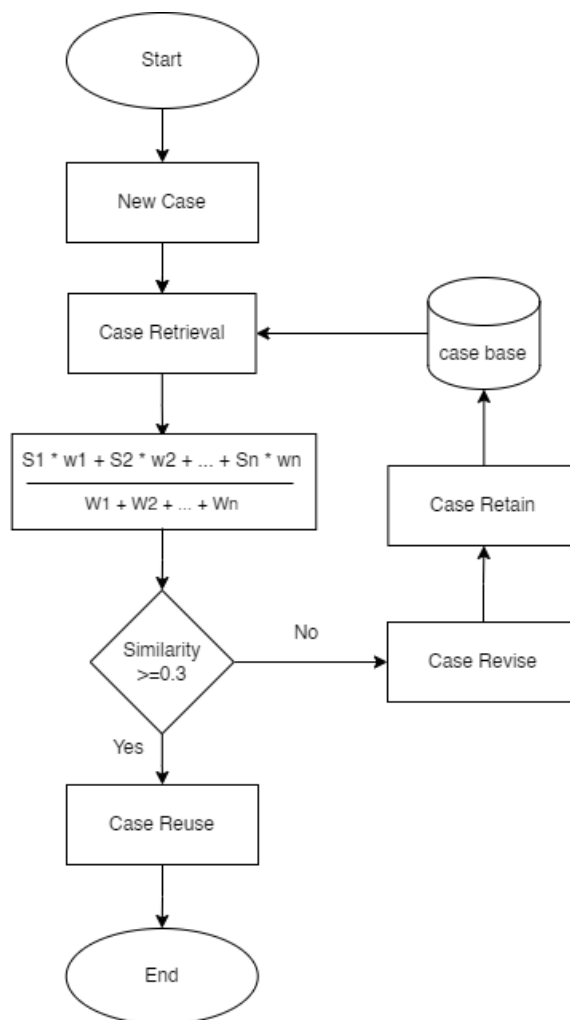 Start
New Case
Case Retrieval
case base
S1 * w1 + S2 * w2 + ... + Sn * wn
W1 + W2 + ... + Wn
Case Retain
Similarity
>=0.3
No
Case Revise
Yes
Case Reuse
End